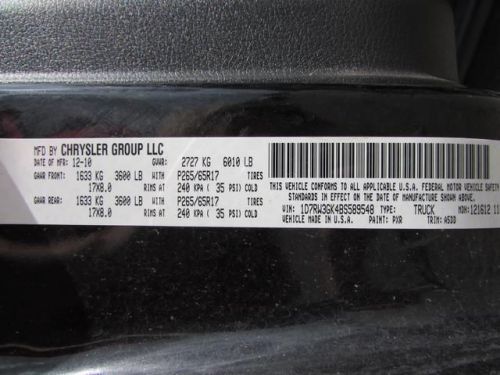 MFD BY CHRYSLER GROUP LLC
DATE OF MFR: 12-10 GVWR: 2727 KG 6010 LB
GAWR FRONT: 1633 KG 3600 LB P265/65R17 TIRES
WITH
17X8.0 RIMS AT 240 KPA ( 35 PSI) COLD
GAWR REAR: 1633 KG 3600 LB P265/65R17 TIRES
WITH
17X8.0 RIMS AT 240 KPA ( 35 PSI) COLD
THIS VEHICLE CONFORMS TO ALL APPLICABLE U.S.A. FEDERAL MOTOR VEHICLE SAFETY
STANDARDS IN EFFECT ON THE DATE OF MANUFACTURE SHOWN ABOVE.
VIN: 1D7RW3GK4BS589548 TYPE: TRUCK MDH: 121612 11
VEHICLE MADE IN U.S.A. PAINT: PXR TRIM: